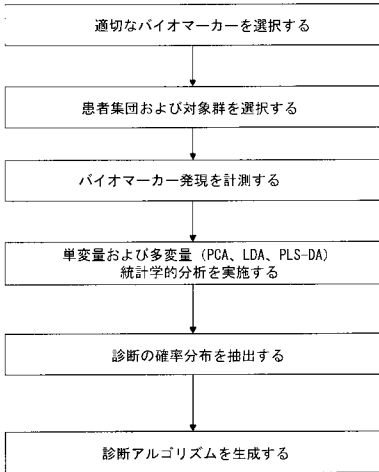 適切なバイオマーカーを選択する
患者集団および対象群を選択する
バイオマーカー発現を計測する
単変量および多変量 (PCA、LDA、PLS-DA)
統計学的分析を実施する
診断の確率分布を抽出する
診断アルゴリズムを生成する